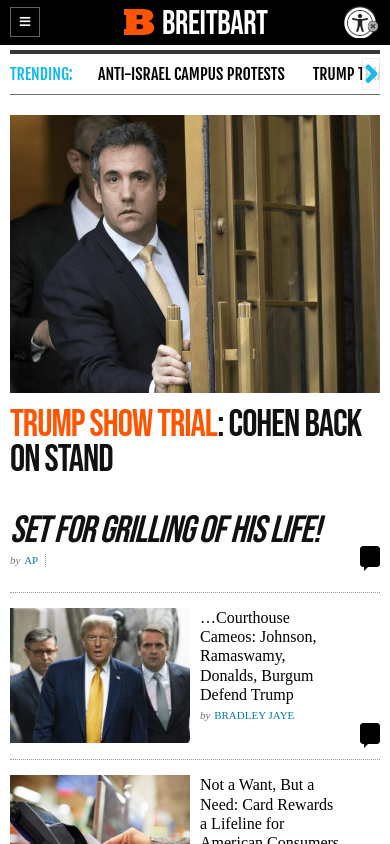 BREITBART
TRENDING:
ANTI-ISRAEL CAMPUS PROTESTS
TRUMP
TRUMP SHOW TRIAL: COHEN BACK
ON STAND
SET FOR GRILLING OF HIS LIFE!
by AP
…Courthouse
Cameos: Johnson,
Ramaswamy,
Donalds, Burgum
Defend Trump
by BRADLEY JAYE
Not a Want, But a
Need: Card Rewards
a Lifeline for
American Consumers